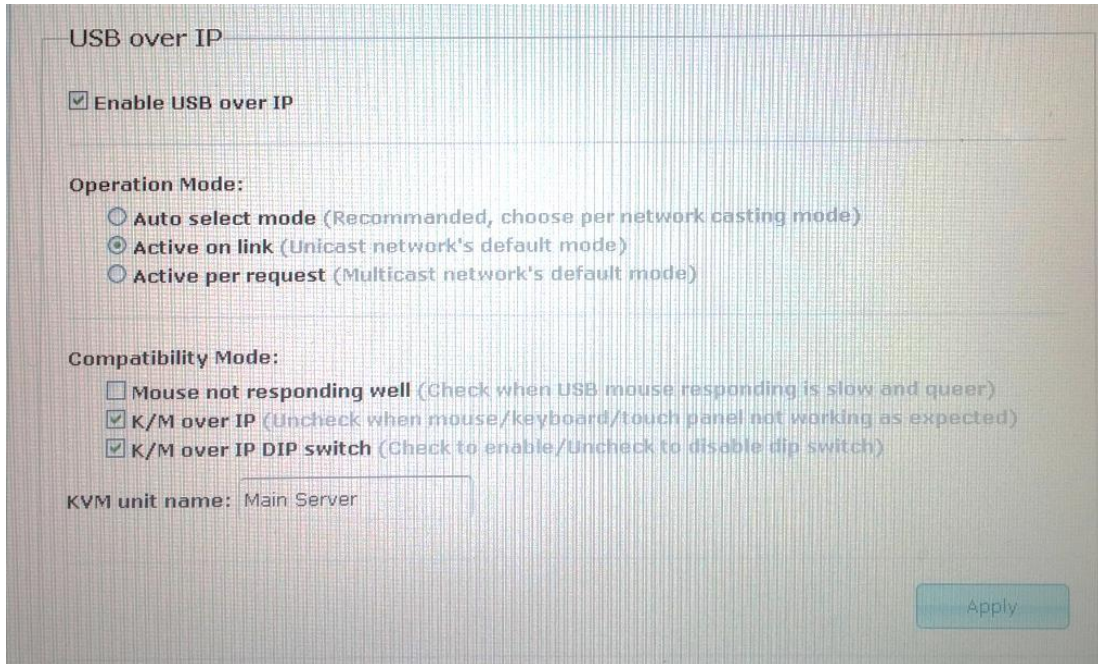 USB over IP
Enable USB over IP
Operation Mode:
Auto select mode (Recommanded, choose per network casting mode)
Active on link (Unicast network's default mode)
Active per request (Multicast network's default mode)
Compatibility Mode:
Mouse not responding well (Check when USB mouse responding is slow and queer)
K/M over IP (Uncheck when mouse/keyboard/touch panel not working as expected)
K/M over IP DIP switch (Check to enable/Uncheck to disable dip switch)
KVM unit name: Main Server
Apply